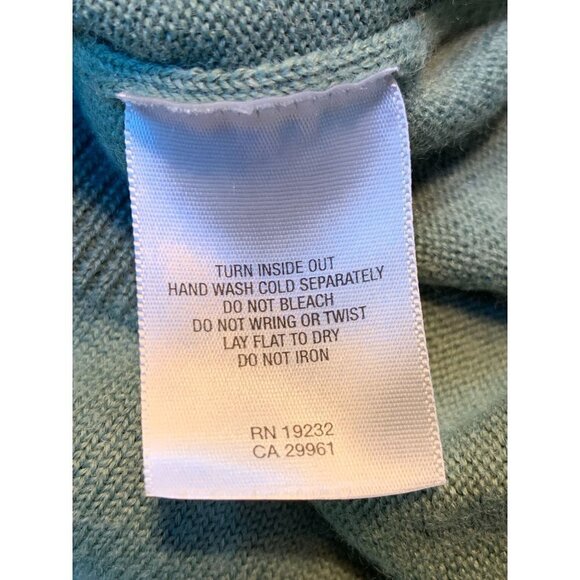 TURN INSIDE OUT
HAND WASH COLD SEPARATELY
DO NOT BLEACH
DO NOT WRING OR TWIST
LAY FLAT TO DRY
DO NOT IRON
RN 19232
CA 29961